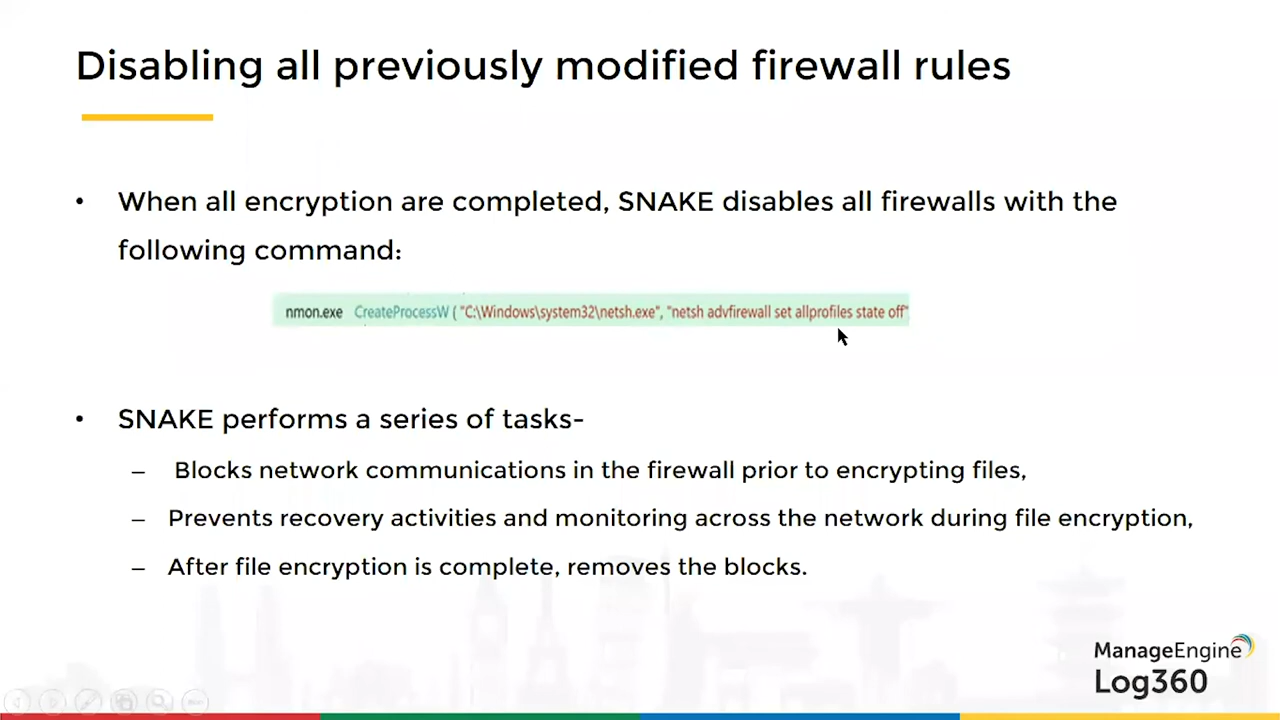 Disabling all previously modified firewall rules
• When all encryption are completed, SNAKE disables all firewalls with the
following command:
nmon.exe CreateProcessW ( "C:\Windows\system32\netsh.exe", "netsh advfirewall set allprofiles state off"
• SNAKE performs a series of tasks-
– Blocks network communications in the firewall prior to encrypting files,
– Prevents recovery activities and monitoring across the network during file encryption,
– After file encryption is complete, removes the blocks.
ManageEngine
Log360